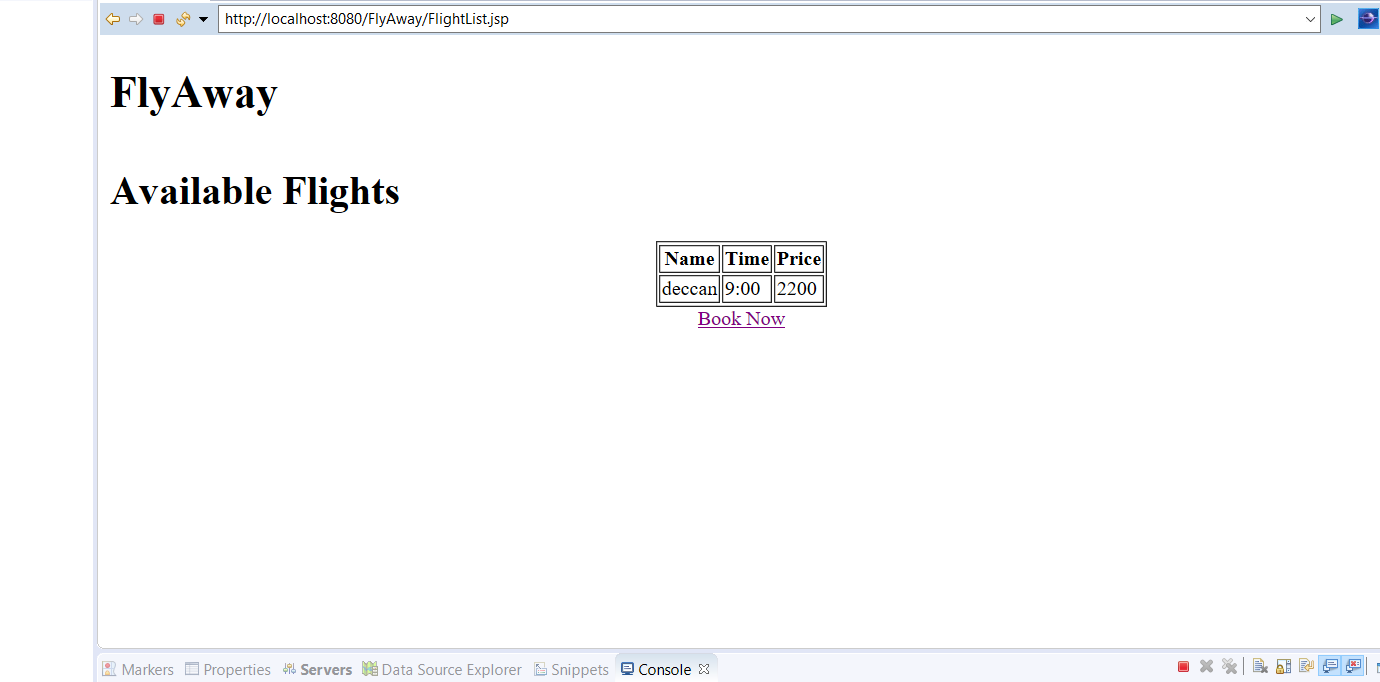 http://localhost:8080/FlyAway/FlightList.jsp
FlyAway
Available Flights
Name Time Price
deccan 9:00 2200
Book Now
Markers Properties Servers Data Source Explorer Snippets Console